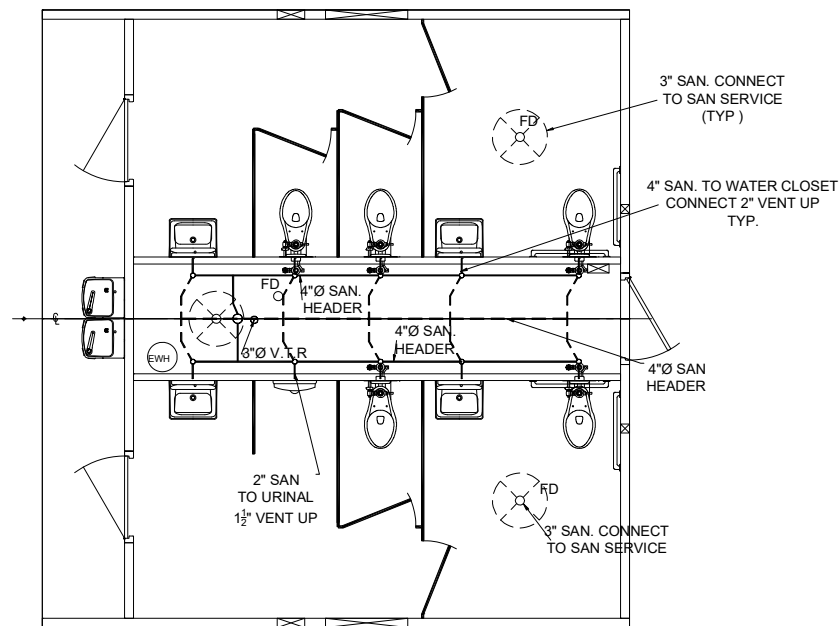 3" SAN. CONNECT
TO SAN SERVICE
(TYP )
FD
4" SAN. TO WATER CLOSET
CONNECT 2" VENT UP
TYP.
FD
4"Ø SAN.
HEADER
℄
3"Ø V.T.R
4"Ø SAN.
HEADER
EWH
4"Ø SAN
HEADER
2" SAN
TO URINAL
1½" VENT UP
FD
3" SAN. CONNECT
TO SAN SERVICE